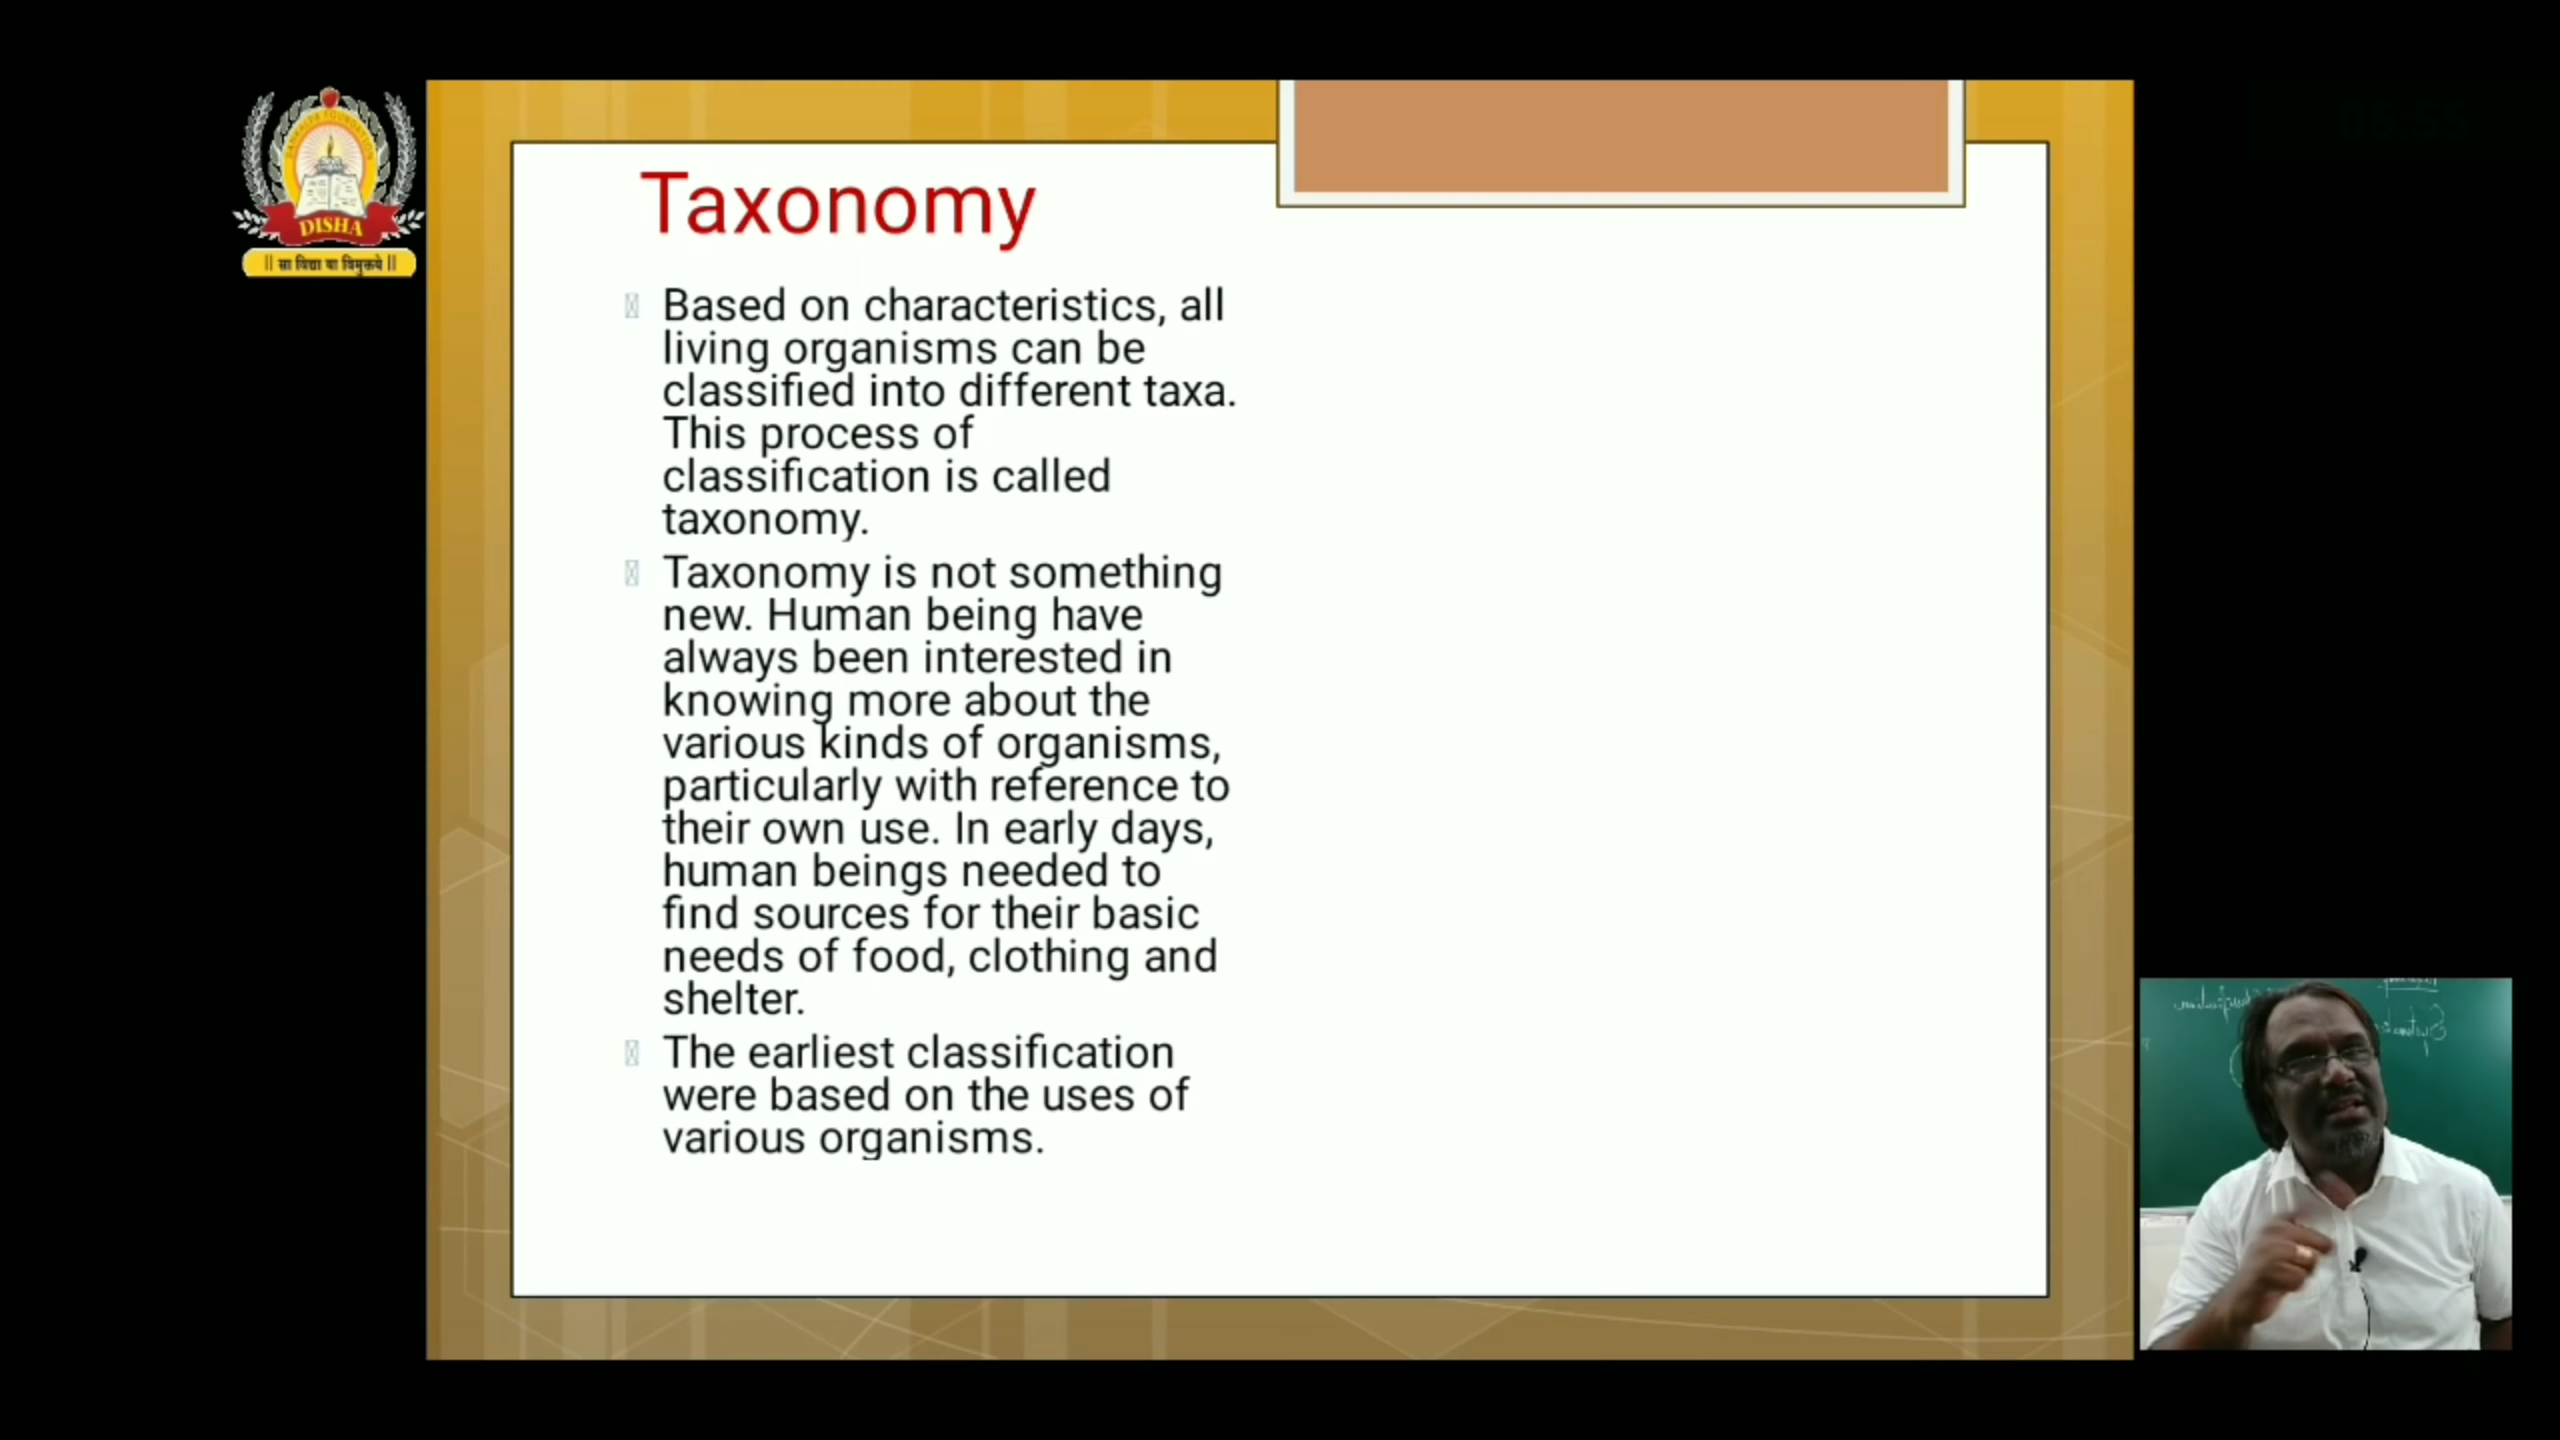 DISHA
|| सा विद्या या विमुक्तये ||
Taxonomy
Based on characteristics, all
living organisms can be
classified into different taxa.
This process of
classification is called
taxonomy.
Taxonomy is not something
new. Human being have
always been interested in
knowing more about the
various kinds of organisms,
particularly with reference to
their own use. In early days,
human beings needed to
find sources for their basic
needs of food, clothing and
shelter.
The earliest classification
were based on the uses of
various organisms.